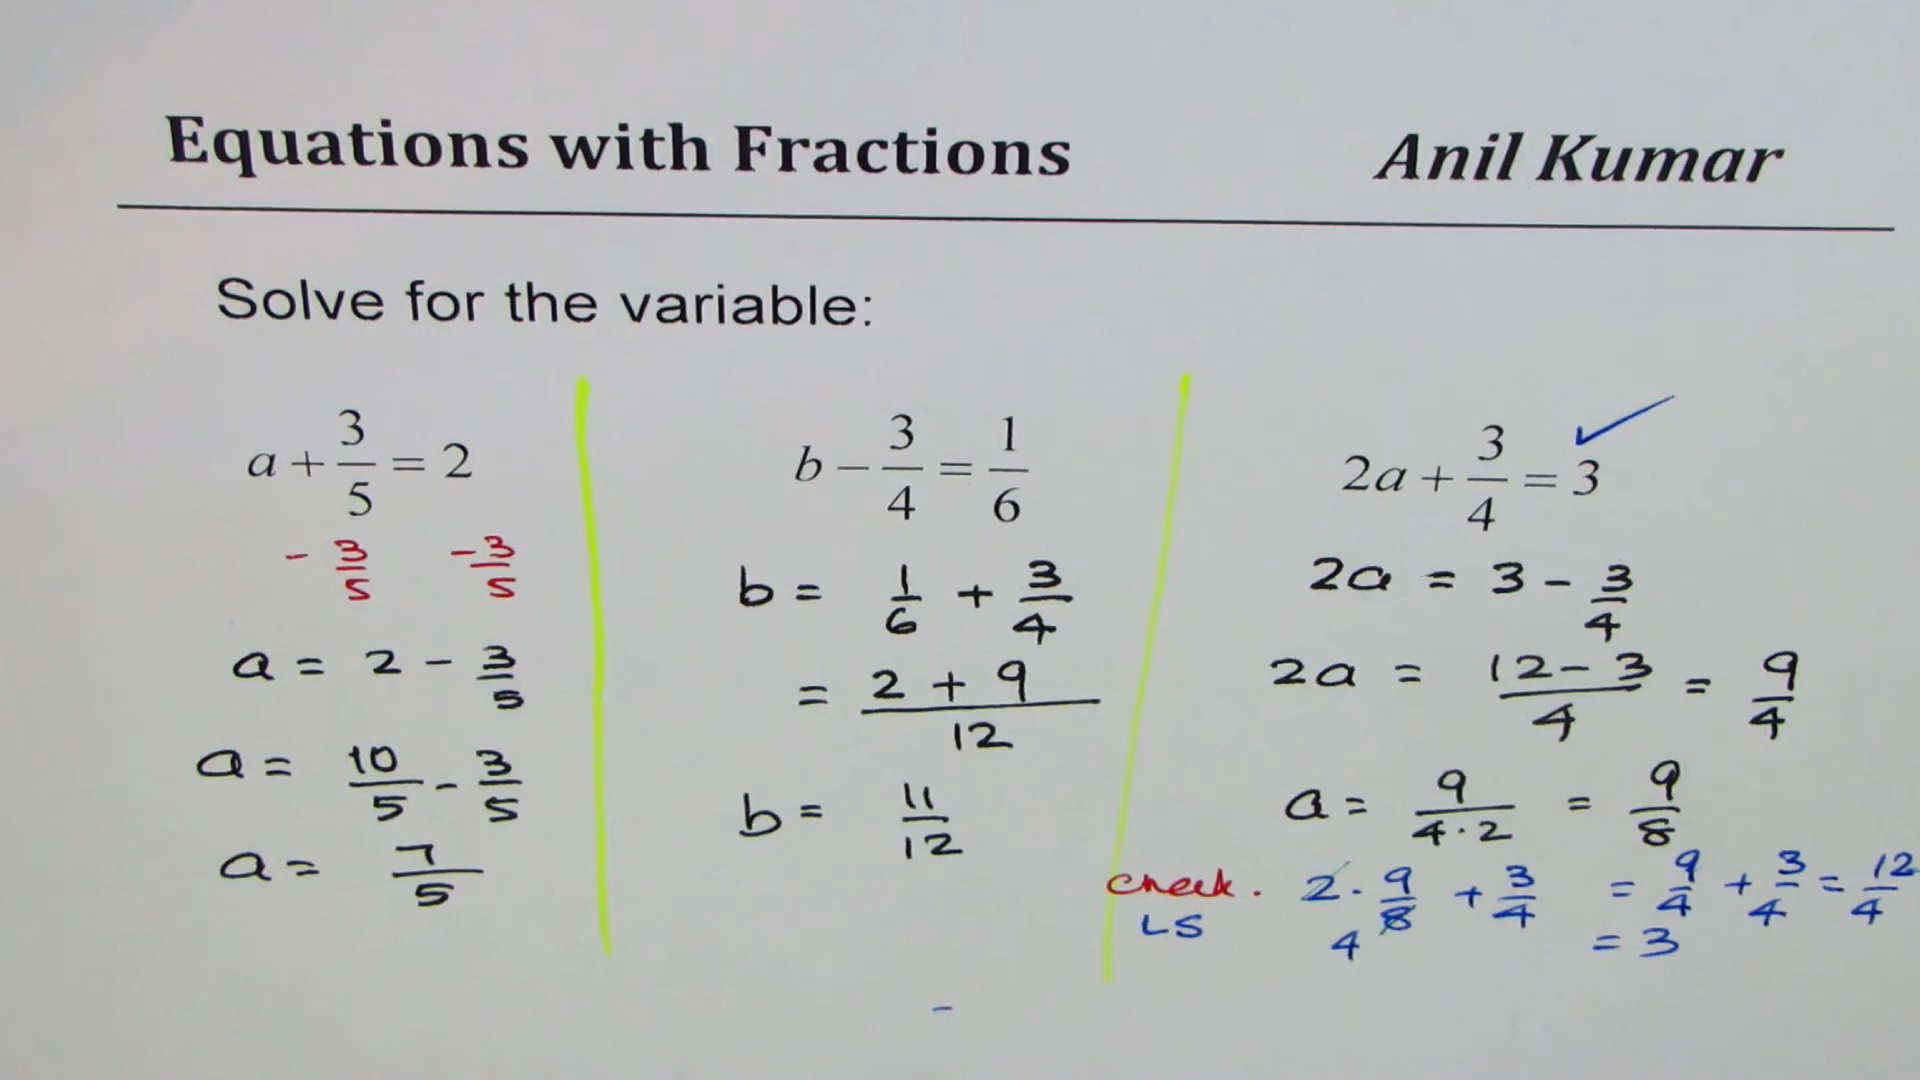 Equations with Fractions Anil Kumar
Solve for the variable:
a + 3/5 = 2
- 3/5 - 3/5
a = 2 - 3/5
a = 10/5 - 3/5
a = 7/5
b - 3/4 = 1/6
b = 1/6 + 3/4
= (2 + 9)/12
b = 11/12
2a + 3/4 = 3 ✓
2a = 3 - 3/4
2a = (12 - 3)/4 = 9/4
a = 9/(4·2) = 9/8
check. 2 · 9/8 + 3/4 = 9/4 + 3/4 = 12/4
LS 4 = 3